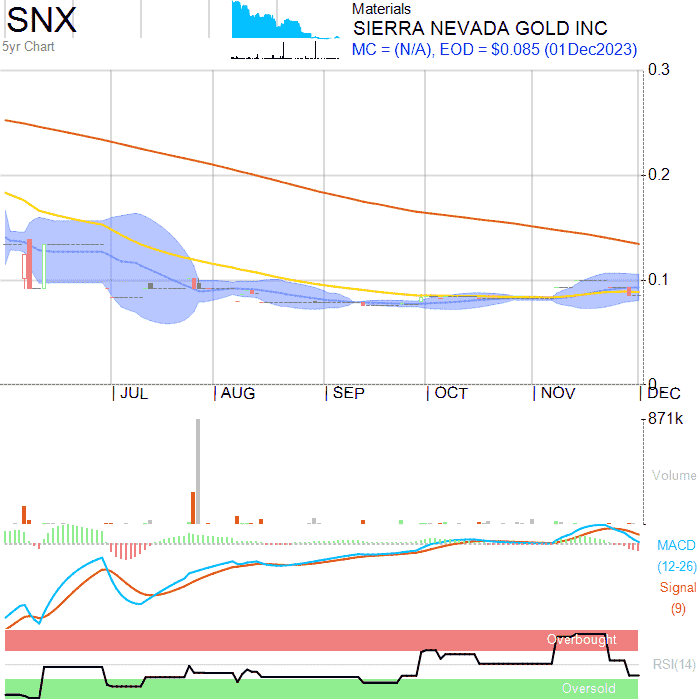 SNX
5yr Chart
Materials
SIERRA NEVADA GOLD INC
MC = (N/A), EOD = $0.085 (01Dec2023)
0.3
0.2
0.1
0
JUL
AUG
SEP
OCT
NOV
DEC
871k
Volume
MACD
(12-26)
Signal
(9)
Overbought
RSI(14)
Oversold